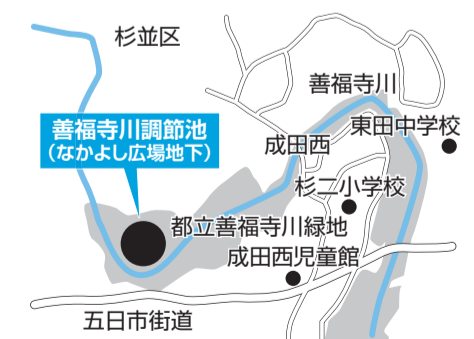 杉並区
善福寺川
善福寺川調節池
（なかよし広場地下）
東田中学校
成田西
杉二小学校
都立善福寺川緑地
成田西児童館
五日市街道